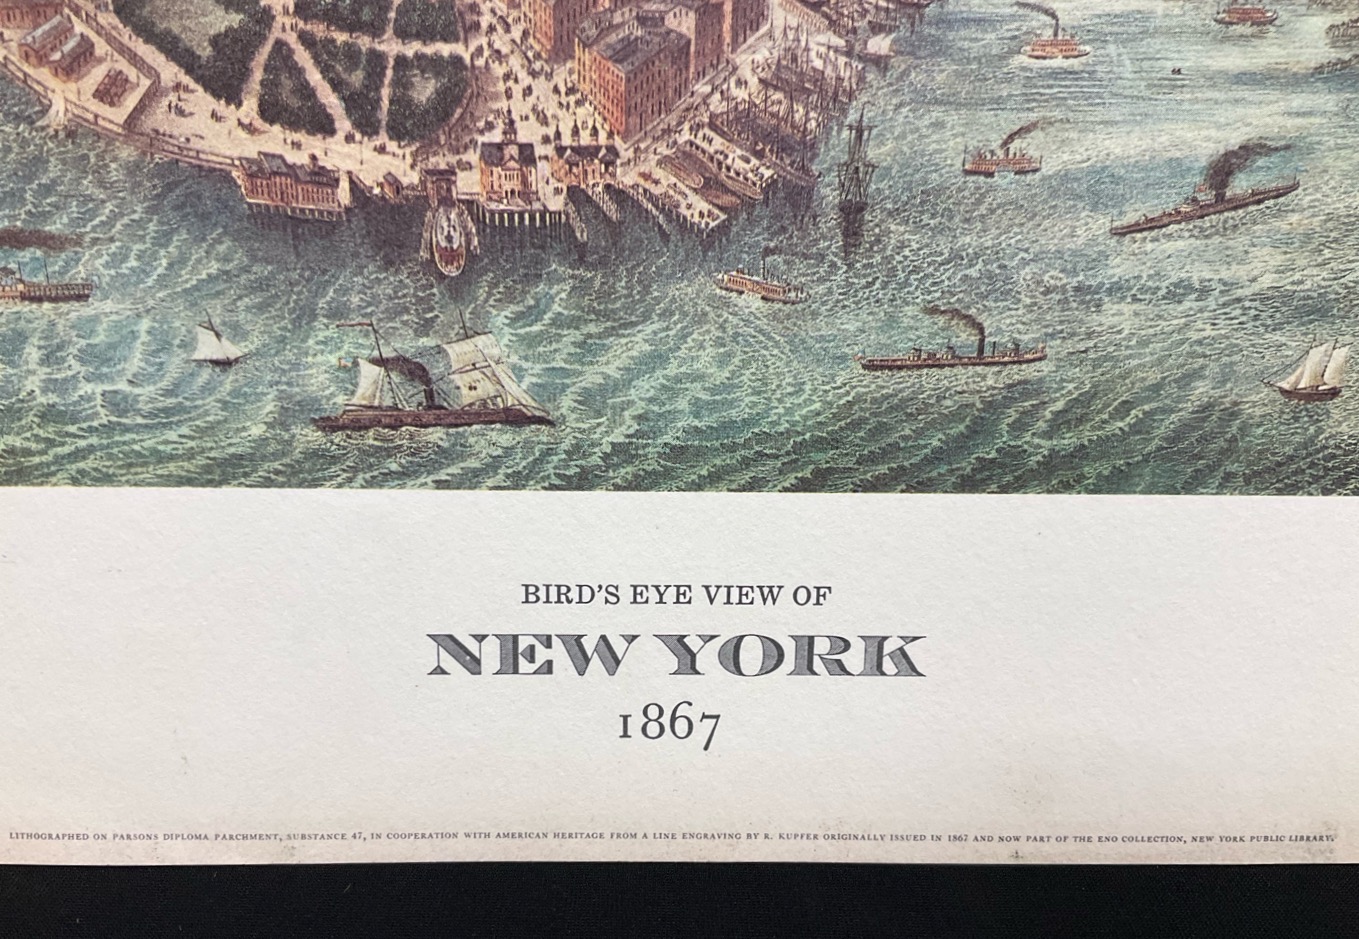 BIRD'S EYE VIEW OF
NEW YORK
1867
LITHOGRAPHED ON PARSONS DIPLOMA PARCHMENT, SUBSTANCE 47, IN COOPERATION WITH AMERICAN HERITAGE FROM A LINE ENGRAVING BY R. KUPFER ORIGINALLY ISSUED IN 1867 AND NOW PART OF THE ENO COLLECTION, NEW YORK PUBLIC LIBRARY.